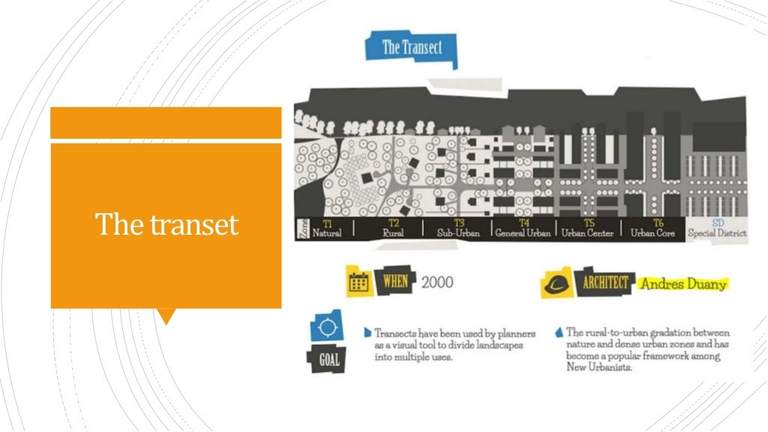 The transet
The Transect
Zone
T1 T2 T3 T4 T5 T6 SD
Natural Rural Sub-Urban General Urban Urban Center Urban Core Special District
WHEN 2000
ARCHITECT Andres Duany
GOAL
Transects have been used by planners
as a visual tool to divide landscapes
into multiple uses.
The rural-to-urban gradation between
nature and dense urban zones and has
become a popular framework among
New Urbanists.